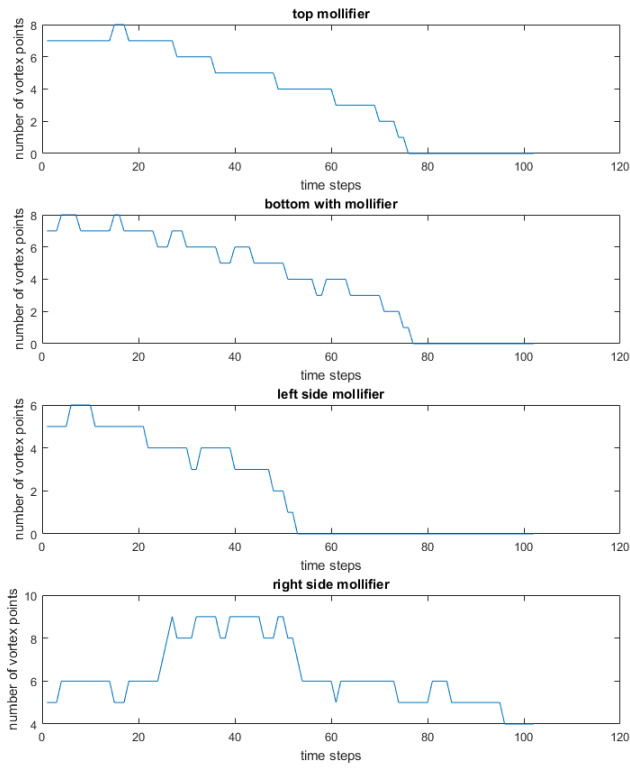 top mollifier
number of vortex points
8
6
4
2
0
0 20 40 60 80 100 120
time steps
bottom with mollifier
number of vortex points
8
6
4
2
0
0 20 40 60 80 100 120
time steps
left side mollifier
number of vortex points
6
4
2
0
0 20 40 60 80 100 120
time steps
right side mollifier
number of vortex points
10
8
6
4
0 20 40 60 80 100 120
time steps